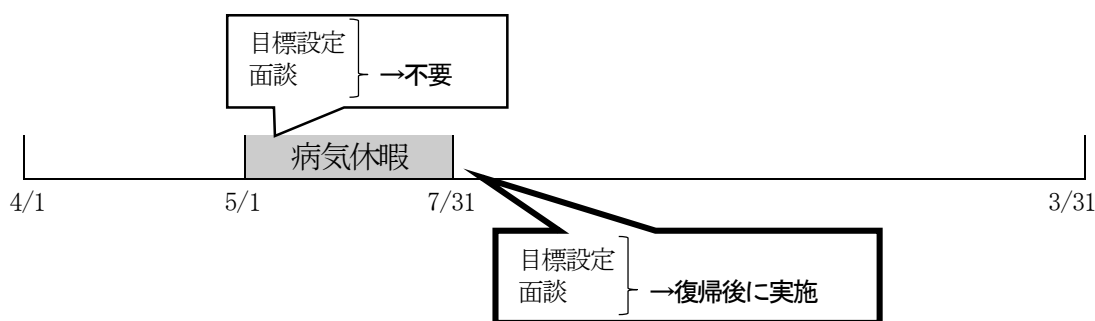 目標設定
面談 →不要
病気休暇
4/1 5/1 7/31 3/31
目標設定
面談 →復帰後に実施